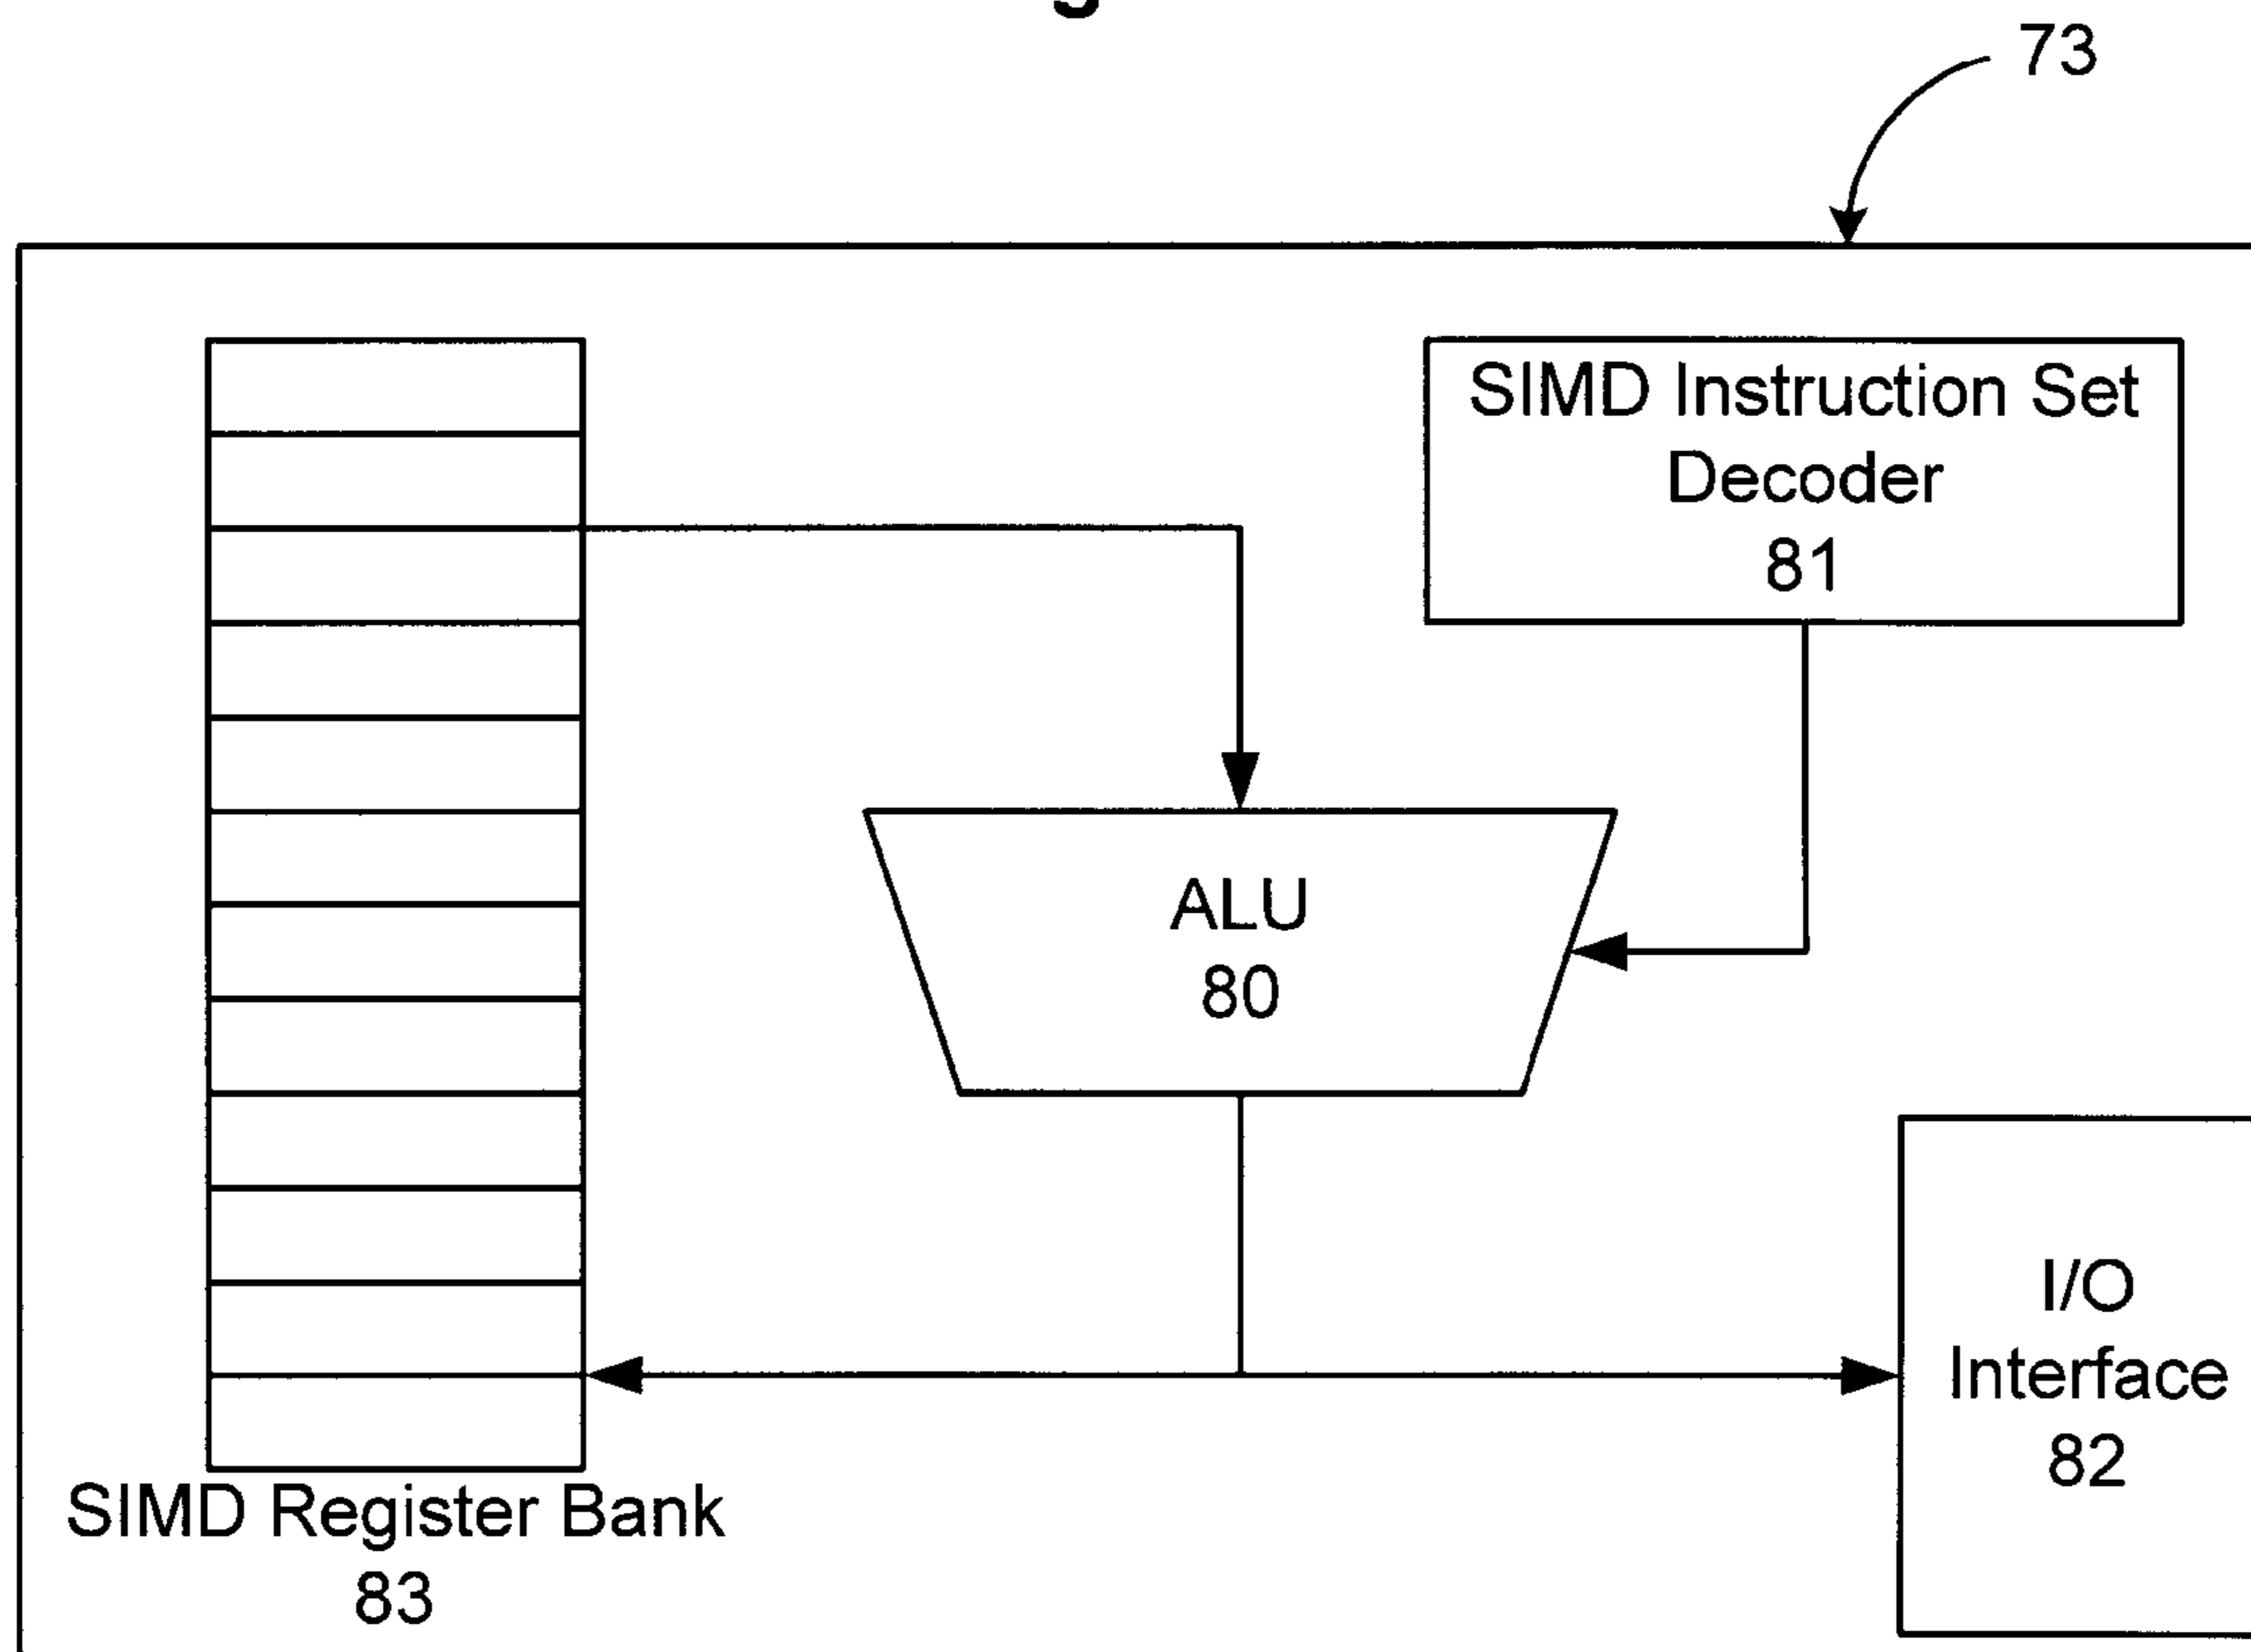 73
SIMD Instruction Set
Decoder
81
ALU
80
I/O
Interface
82
SIMD Register Bank
83